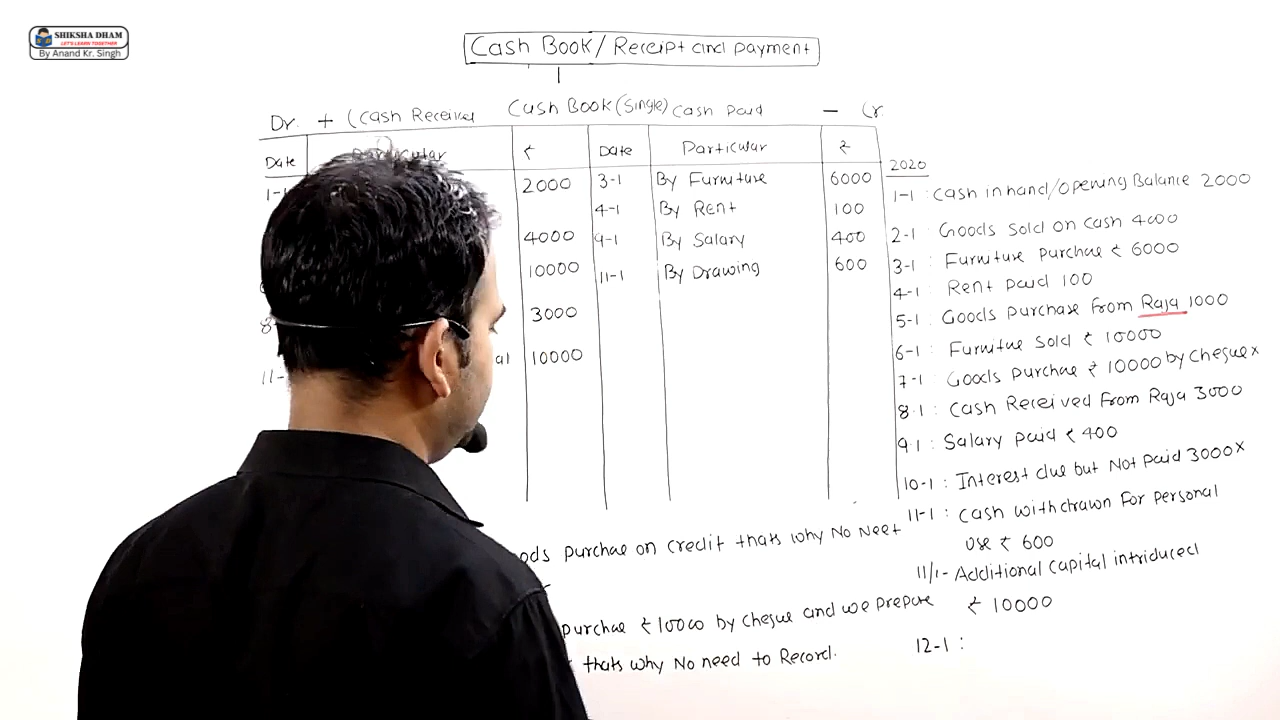 SHIKSHA DHAM
LET'S LEARN TOGETHER
By Anand Kr. Singh
Cash Book/Receipt and payment
Dr. + (Cash Received Cash Book (Single) Cash Paid - Cr.
Date Particular ₹ Date Particular ₹
2000 3-1 By Furniture 6000
4-1 By Rent 100
4000 9-1 By Salary 400
10000 11-1 By Drawing 600
3000
10000
2020
1-1 : Cash in hand/opening Balance 2000
2-1 : Goods sold on cash 4000
3-1 : Furniture purchae ₹ 6000
4-1 : Rent paid 100
5-1 : Goods purchase from Raja 1000
6-1 : Furnitue sold ₹ 10000
7-1 : Goods purchae ₹ 10000 by Cheque x
8-1 : Cash Received from Raja 3000
9-1 : Salary paid ₹ 400
10-1 : Interest due but Not Paid 3000 x
11-1 : Cash withdrawn for personal
use ₹ 600
11/1- Additional capital intriduced
₹ 10000
12-1 :
purchae on credit thats why No Neet
purchae ₹ 10000 by cheque and we prepare
thats why No need to Record.